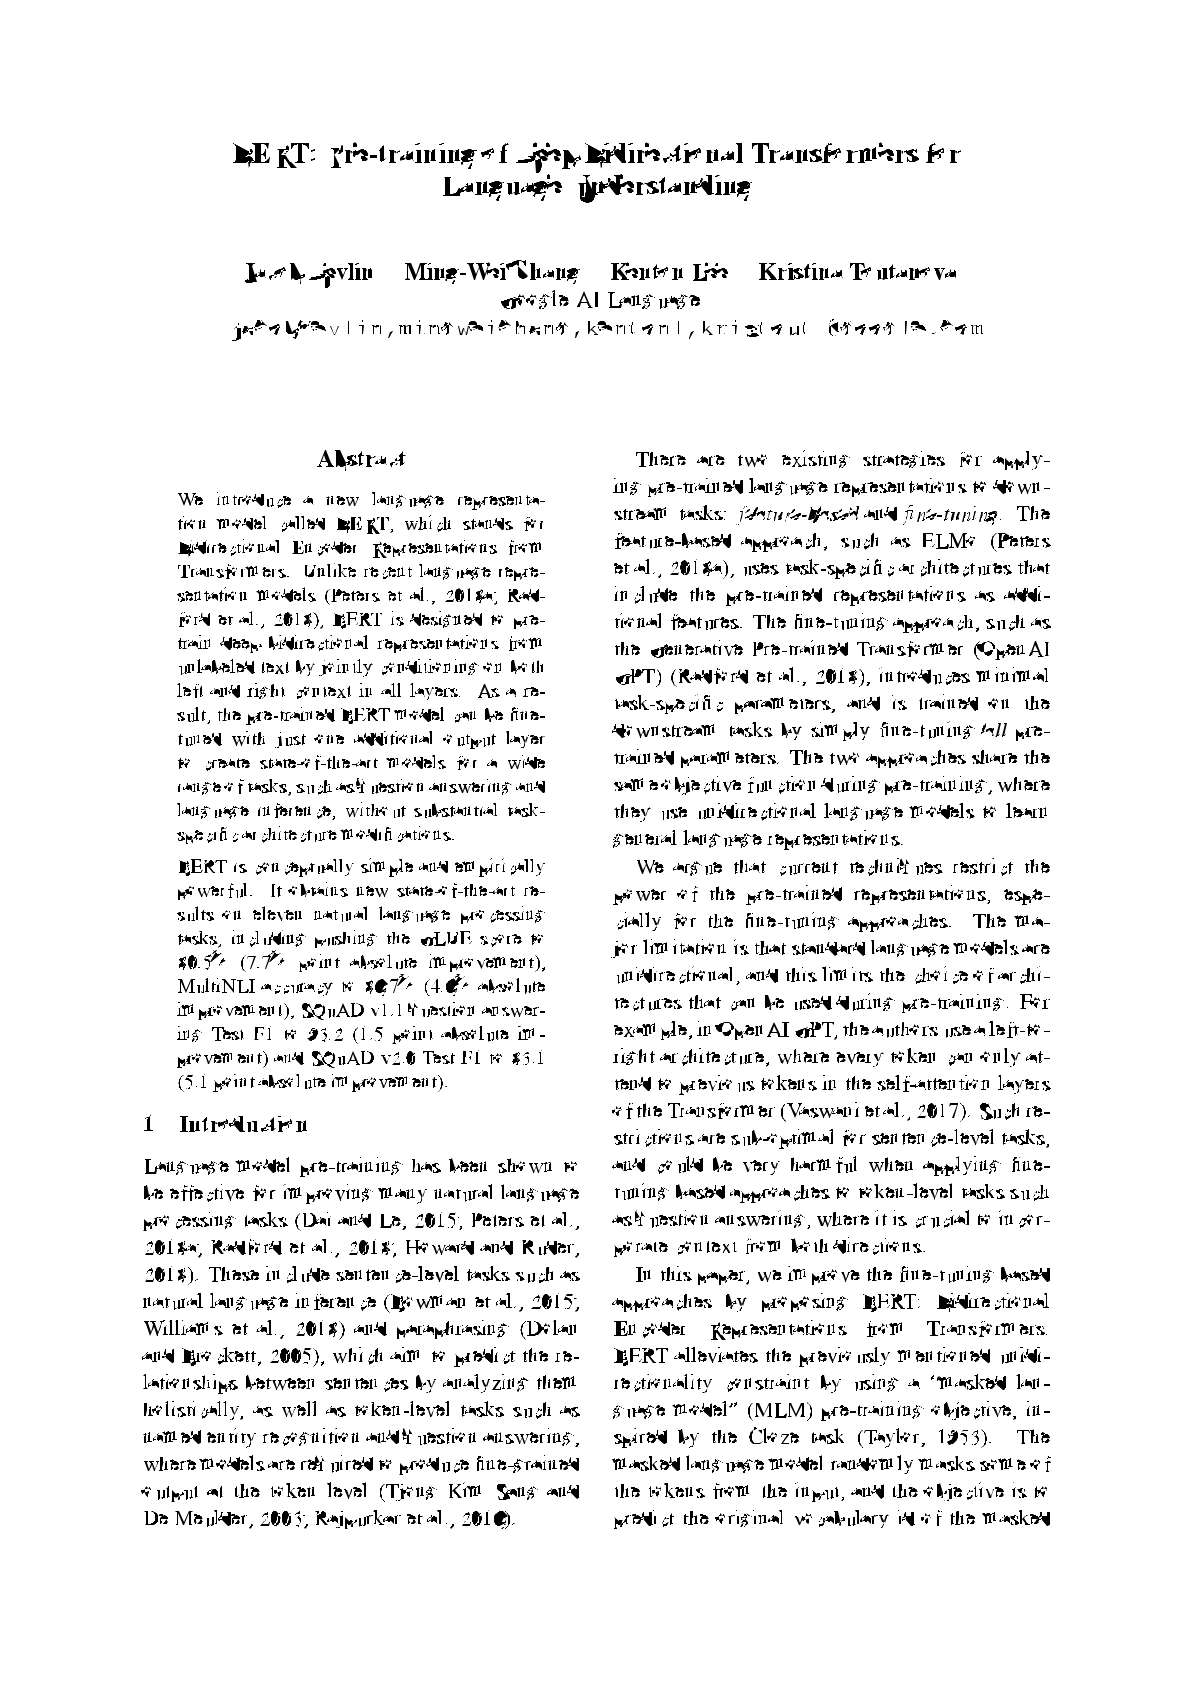 BERT: Pre-training of Deep Bidirectional Transformers for
Language Understanding
Jacob Devlin Ming-Wei Chang Kenton Lee Kristina Toutanova
Google AI Language
{jacobdevlin,mingweichang,kentonl,kristout}@google.com
Abstract
We introduce a new language representa-
tion model called BERT, which stands for
Bidirectional Encoder Representations from
Transformers. Unlike recent language repre-
sentation models (Peters et al., 2018a; Rad-
ford et al., 2018), BERT is designed to pre-
train deep bidirectional representations from
unlabeled text by jointly conditioning on both
left and right context in all layers. As a re-
sult, the pre-trained BERT model can be fine-
tuned with just one additional output layer
to create state-of-the-art models for a wide
range of tasks, such as question answering and
language inference, without substantial task-
specific architecture modifications.
BERT is conceptually simple and empirically
powerful. It obtains new state-of-the-art re-
sults on eleven natural language processing
tasks, including pushing the GLUE score to
80.5% (7.7% point absolute improvement),
MultiNLI accuracy to 86.7% (4.6% absolute
improvement), SQuAD v1.1 question answer-
ing Test F1 to 93.2 (1.5 point absolute im-
provement) and SQuAD v2.0 Test F1 to 83.1
(5.1 point absolute improvement).
1 Introduction
Language model pre-training has been shown to
be effective for improving many natural language
processing tasks (Dai and Le, 2015; Peters et al.,
2018a; Radford et al., 2018; Howard and Ruder,
2018). These include sentence-level tasks such as
natural language inference (Bowman et al., 2015;
Williams et al., 2018) and paraphrasing (Dolan
and Brockett, 2005), which aim to predict the re-
lationships between sentences by analyzing them
holistically, as well as token-level tasks such as
named entity recognition and question answering,
where models are required to produce fine-grained
output at the token level (Tjong Kim Sang and
De Meulder, 2003; Rajpurkar et al., 2016).
There are two existing strategies for apply-
ing pre-trained language representations to down-
stream tasks: feature-based and fine-tuning. The
feature-based approach, such as ELMo (Peters
et al., 2018a), uses task-specific architectures that
include the pre-trained representations as addi-
tional features. The fine-tuning approach, such as
the Generative Pre-trained Transformer (OpenAI
GPT) (Radford et al., 2018), introduces minimal
task-specific parameters, and is trained on the
downstream tasks by simply fine-tuning all pre-
trained parameters. The two approaches share the
same objective function during pre-training, where
they use unidirectional language models to learn
general language representations.
We argue that current techniques restrict the
power of the pre-trained representations, espe-
cially for the fine-tuning approaches. The ma-
jor limitation is that standard language models are
unidirectional, and this limits the choice of archi-
tectures that can be used during pre-training. For
example, in OpenAI GPT, the authors use a left-to-
right architecture, where every token can only at-
tend to previous tokens in the self-attention layers
of the Transformer (Vaswani et al., 2017). Such re-
strictions are sub-optimal for sentence-level tasks,
and could be very harmful when applying fine-
tuning based approaches to token-level tasks such
as question answering, where it is crucial to incor-
porate context from both directions.
In this paper, we improve the fine-tuning based
approaches by proposing BERT: Bidirectional
Encoder Representations from Transformers.
BERT alleviates the previously mentioned unidi-
rectionality constraint by using a “masked lan-
guage model” (MLM) pre-training objective, in-
spired by the Cloze task (Taylor, 1953). The
masked language model randomly masks some of
the tokens from the input, and the objective is to
predict the original vocabulary id of the masked